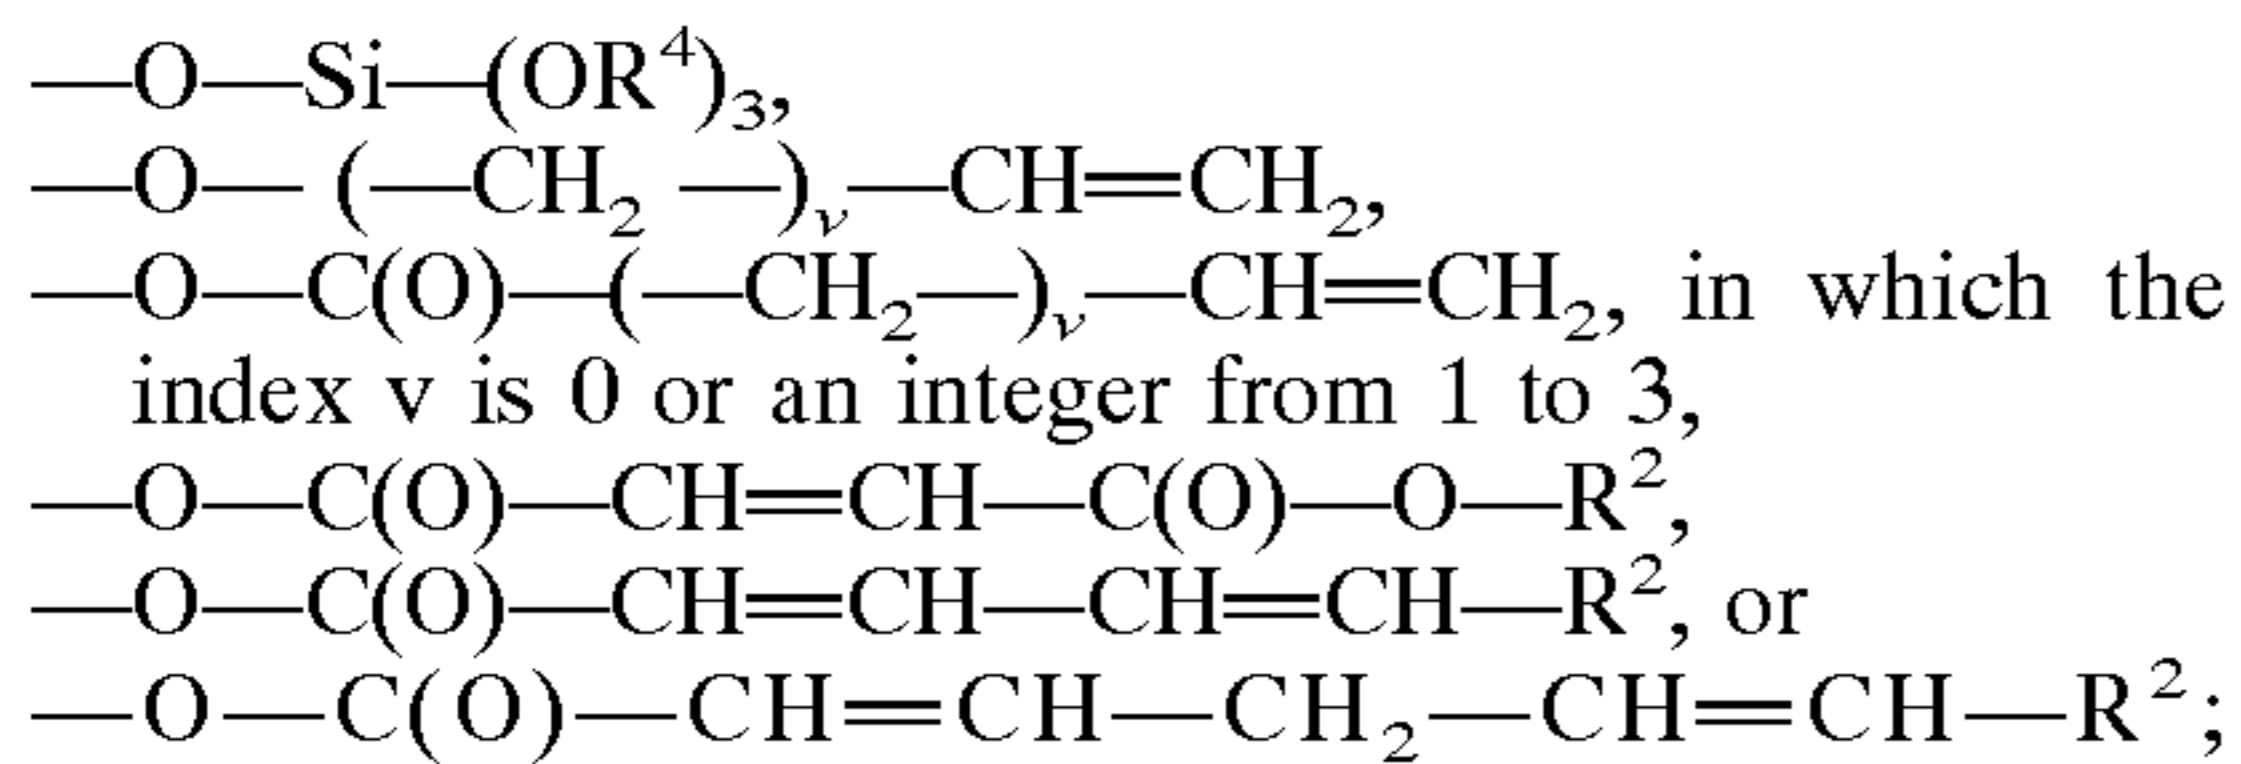 —O—Si—(OR⁴)₃,
—O— (—CH₂ —)ᵥ—CH=CH₂,
—O—C(O)—(—CH₂—)ᵥ—CH=CH₂, in which the
index v is 0 or an integer from 1 to 3,
—O—C(O)—CH=CH—C(O)—O—R²,
—O—C(O)—CH=CH—CH=CH—R², or
—O—C(O)—CH=CH—CH₂—CH=CH—R²;